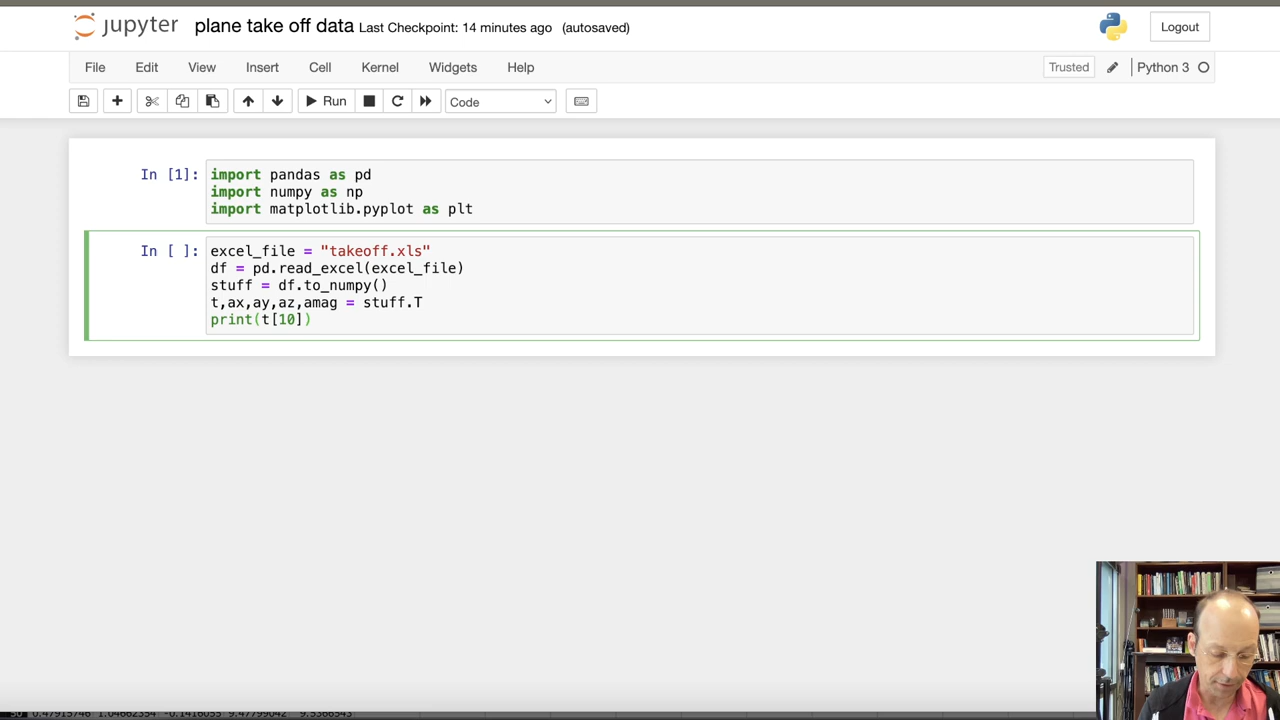 jupyter plane take off data Last Checkpoint: 14 minutes ago (autosaved) Logout
File Edit View Insert Cell Kernel Widgets Help Trusted Python 3
Run Code
In [1]: import pandas as pd
import numpy as np
import matplotlib.pyplot as plt
In [ ]: excel_file = "takeoff.xls"
df = pd.read_excel(excel_file)
stuff = df.to_numpy()
t,ax,ay,az,amag = stuff.T
print(t[10])